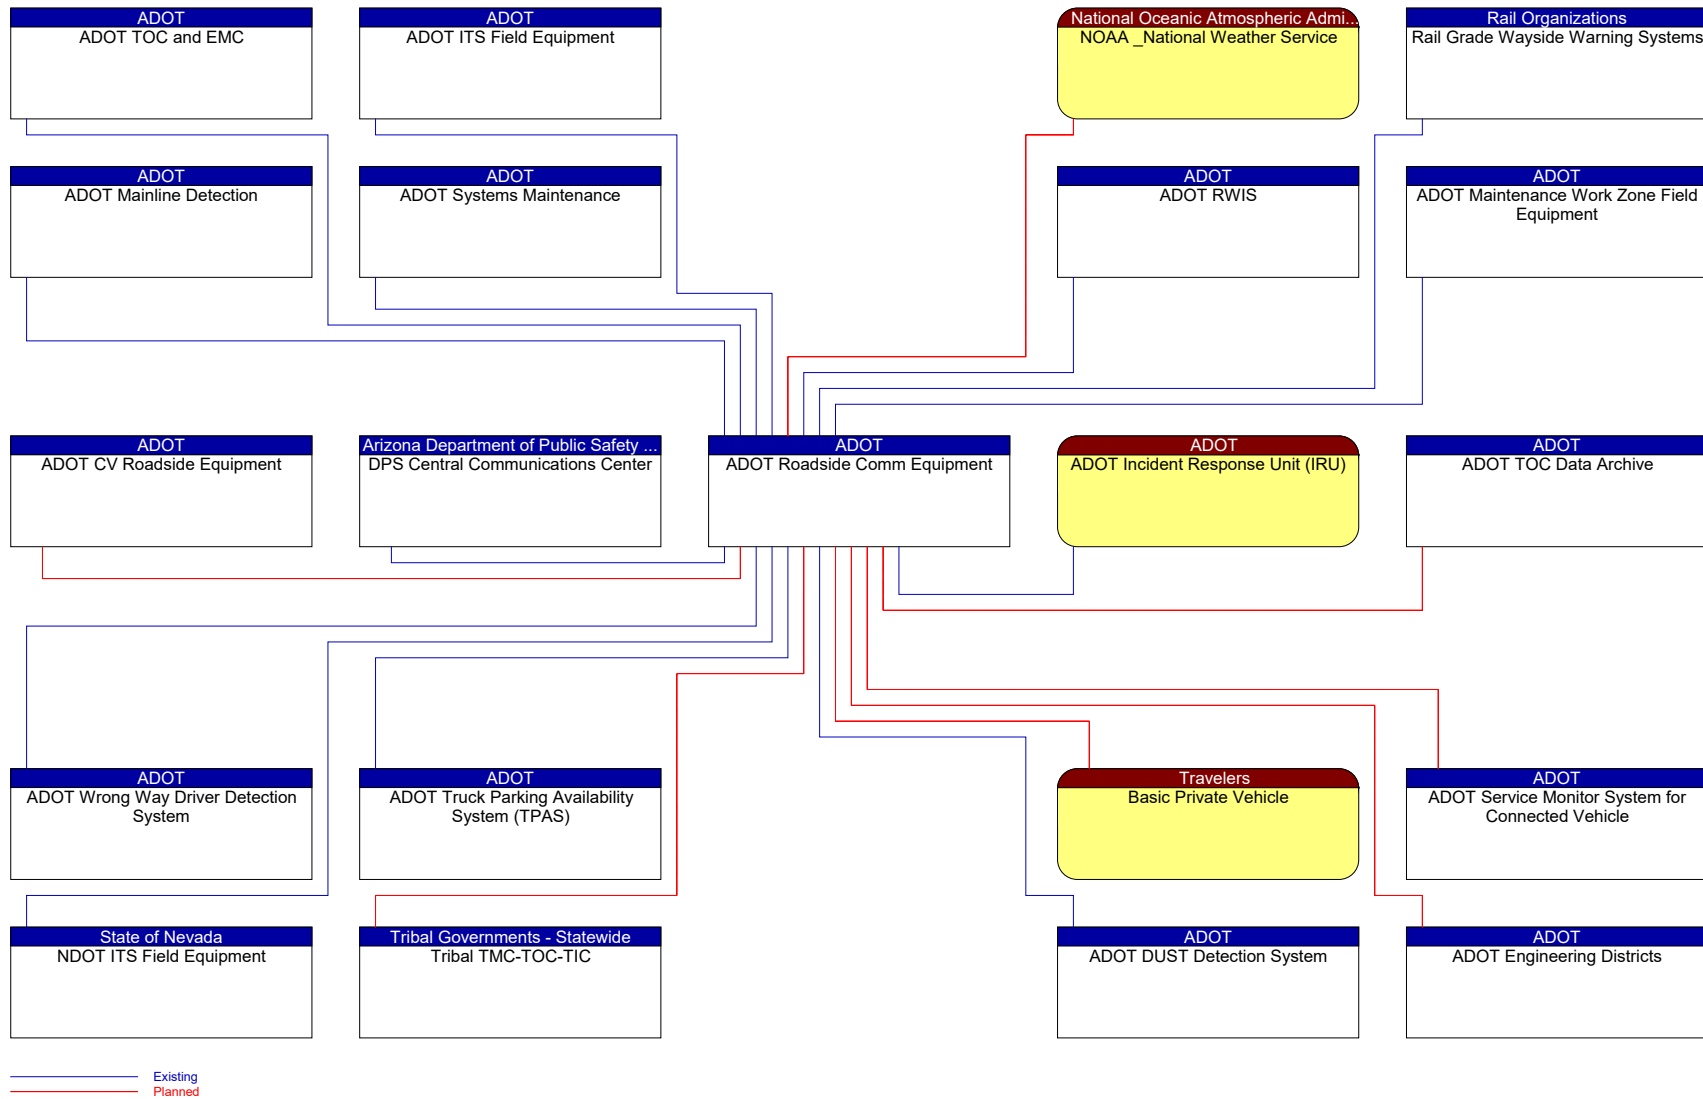 ADOT
ADOT TOC and EMC
ADOT
ADOT ITS Field Equipment
National Oceanic Atmospheric Admi...
NOAA _National Weather Service
Rail Organizations
Rail Grade Wayside Warning Systems
ADOT
ADOT Mainline Detection
ADOT
ADOT Systems Maintenance
ADOT
ADOT RWIS
ADOT
ADOT Maintenance Work Zone Field
Equipment
ADOT
ADOT CV Roadside Equipment
Arizona Department of Public Safety ...
DPS Central Communications Center
ADOT
ADOT Roadside Comm Equipment
ADOT
ADOT Incident Response Unit (IRU)
ADOT
ADOT TOC Data Archive
ADOT
ADOT Wrong Way Driver Detection
System
ADOT
ADOT Truck Parking Availability
System (TPAS)
Travelers
Basic Private Vehicle
ADOT
ADOT Service Monitor System for
Connected Vehicle
State of Nevada
NDOT ITS Field Equipment
Tribal Governments - Statewide
Tribal TMC-TOC-TIC
ADOT
ADOT DUST Detection System
ADOT
ADOT Engineering Districts
Existing
Planned